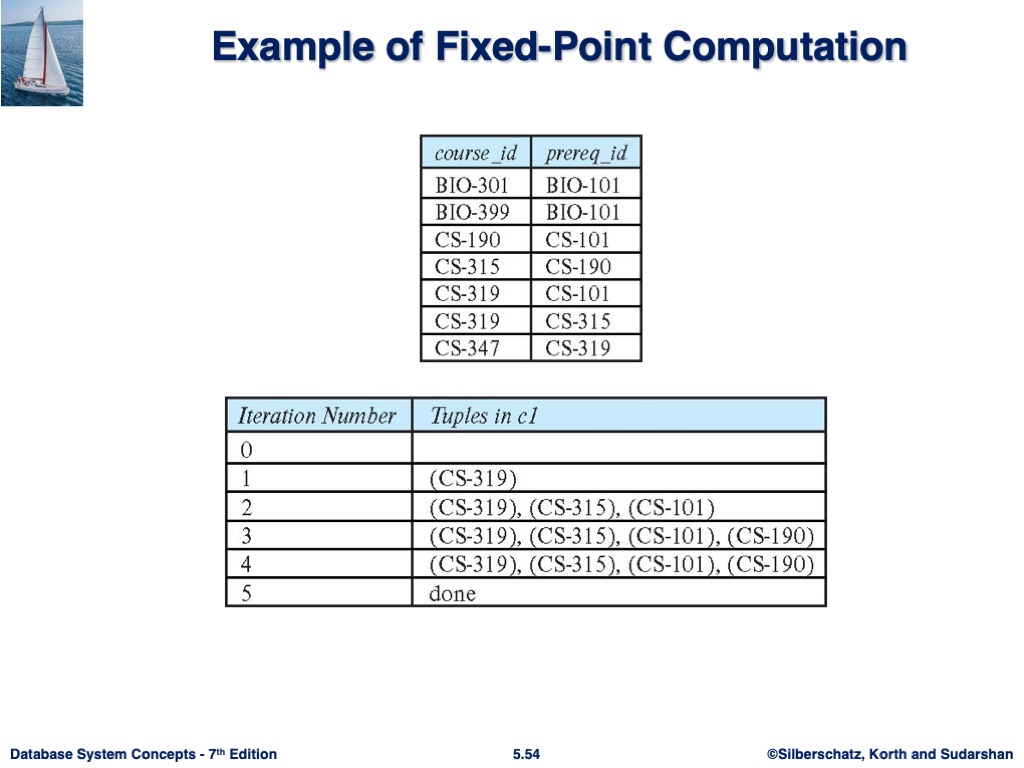 Example of Fixed-Point Computation
course_id prereq_id
BIO-301 BIO-101
BIO-399 BIO-101
CS-190 CS-101
CS-315 CS-190
CS-319 CS-101
CS-319 CS-315
CS-347 CS-319
Iteration Number Tuples in c1
0
1 (CS-319)
2 (CS-319), (CS-315), (CS-101)
3 (CS-319), (CS-315), (CS-101), (CS-190)
4 (CS-319), (CS-315), (CS-101), (CS-190)
5 done
Database System Concepts - 7th Edition 5.54 ©Silberschatz, Korth and Sudarshan